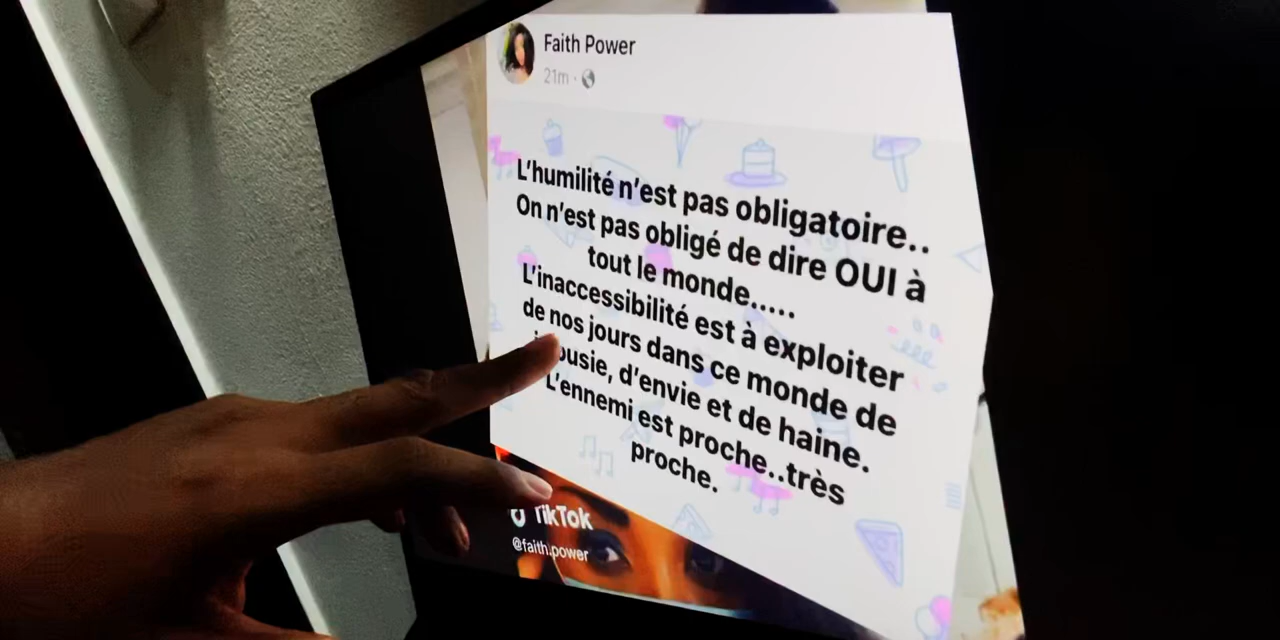 Faith Power
21m
L'humilité n'est pas obligatoire..
On n'est pas obligé de dire OUI à
tout le monde.....
L'inaccessibilité est à exploiter
de nos jours dans ce monde de
jalousie, d'envie et de haine.
L'ennemi est proche..très
proche.
TikTok
@faith.power